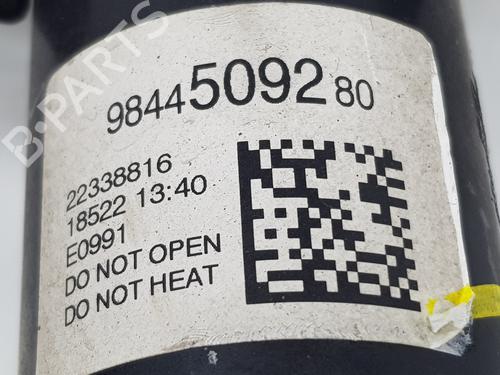 B-PARTS
9844509280
22338816
18522 13:40
E0991
DO NOT OPEN
DO NOT HEAT